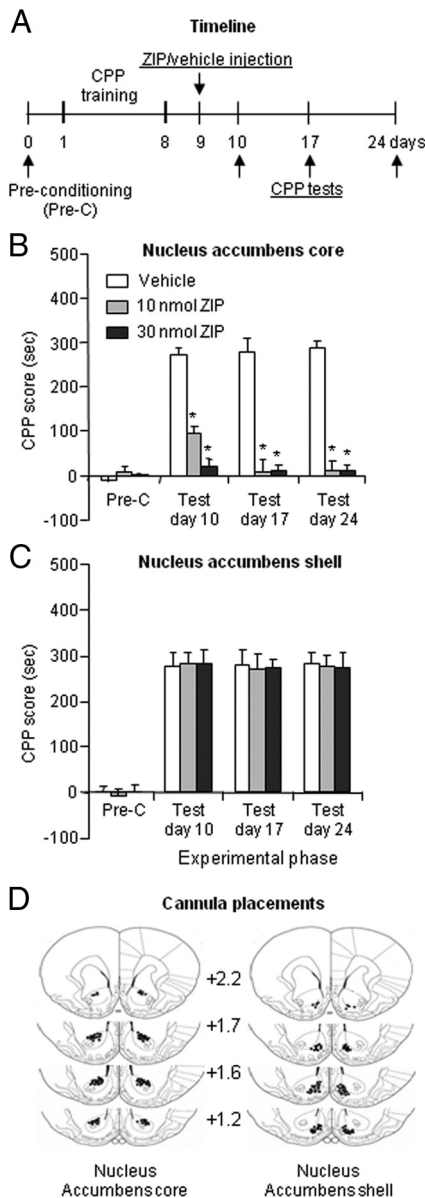 A
Timeline
ZIP/vehicle injection
CPP
training
0 1 8 9 10 17 24 days
Pre-conditioning
(Pre-C)
CPP tests
B
Nucleus accumbens core
Vehicle
10 nmol ZIP
30 nmol ZIP
CPP score (sec)
500
400
300
200
100
0
-100
* * * * * *
Pre-C Test Test Test
day 10 day 17 day 24
C
Nucleus accumbens shell
CPP score (sec)
500
400
300
200
100
0
-100
Pre-C Test Test Test
day 10 day 17 day 24
Experimental phase
D
Cannula placements
+2.2
+1.7
+1.6
+1.2
Nucleus
Accumbens core
Nucleus
Accumbens shell